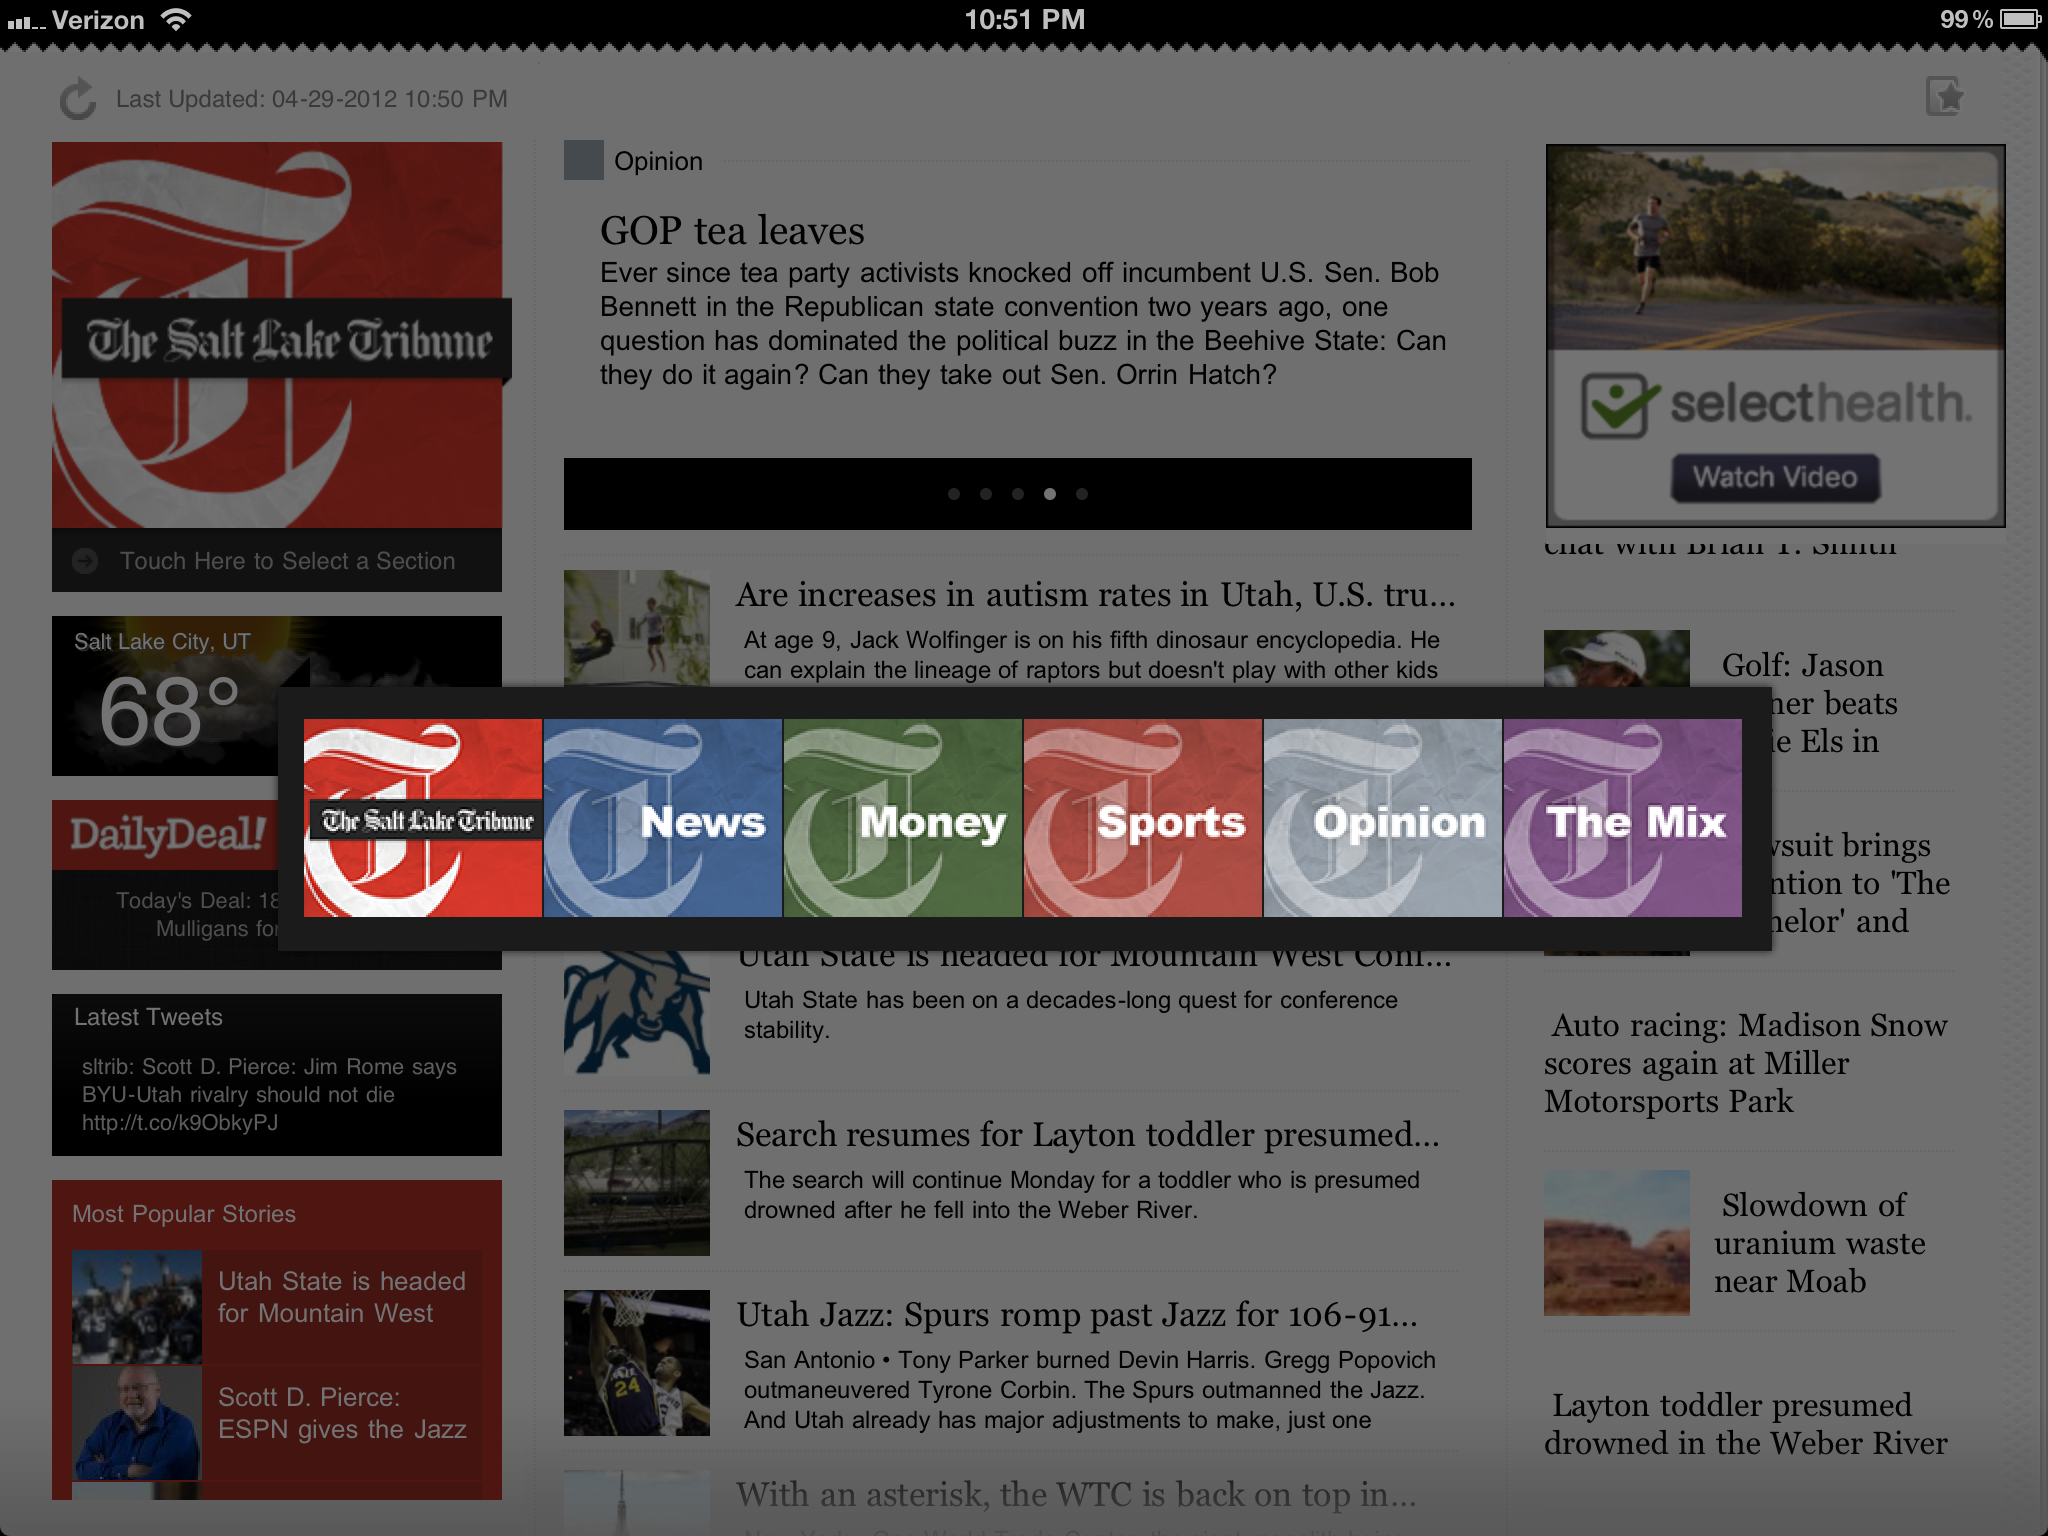 Verizon
10:51 PM
99%
Last Updated: 04-29-2012 10:50 PM
The Salt Lake Tribune
Touch Here to Select a Section
Salt Lake City, UT
68°
DailyDeal!
Today's Deal: 18
Mulligans for
Latest Tweets
sltrib: Scott D. Pierce: Jim Rome says
BYU-Utah rivalry should not die
http://t.co/k9ObkyPJ
Most Popular Stories
Utah State is headed
for Mountain West
Scott D. Pierce:
ESPN gives the Jazz
Opinion
GOP tea leaves
Ever since tea party activists knocked off incumbent U.S. Sen. Bob
Bennett in the Republican state convention two years ago, one
question has dominated the political buzz in the Beehive State: Can
they do it again? Can they take out Sen. Orrin Hatch?
Are increases in autism rates in Utah, U.S. tru...
At age 9, Jack Wolfinger is on his fifth dinosaur encyclopedia. He
can explain the lineage of raptors but doesn't play with other kids
The Salt Lake Tribune
News
Money
Sports
Opinion
The Mix
Utah State is headed for Mountain West Conf...
Utah State has been on a decades-long quest for conference
stability.
Search resumes for Layton toddler presumed...
The search will continue Monday for a toddler who is presumed
drowned after he fell into the Weber River.
24
Utah Jazz: Spurs romp past Jazz for 106-91...
San Antonio • Tony Parker burned Devin Harris. Gregg Popovich
outmaneuvered Tyrone Corbin. The Spurs outmanned the Jazz.
And Utah already has major adjustments to make, just one
With an asterisk, the WTC is back on top in...
selecthealth.
Watch Video
chat with Brian T. Smith
Golf: Jason
ner beats
ie Els in
wsuit brings
ntion to 'The
helor' and
Auto racing: Madison Snow
scores again at Miller
Motorsports Park
Slowdown of
uranium waste
near Moab
Layton toddler presumed
drowned in the Weber River